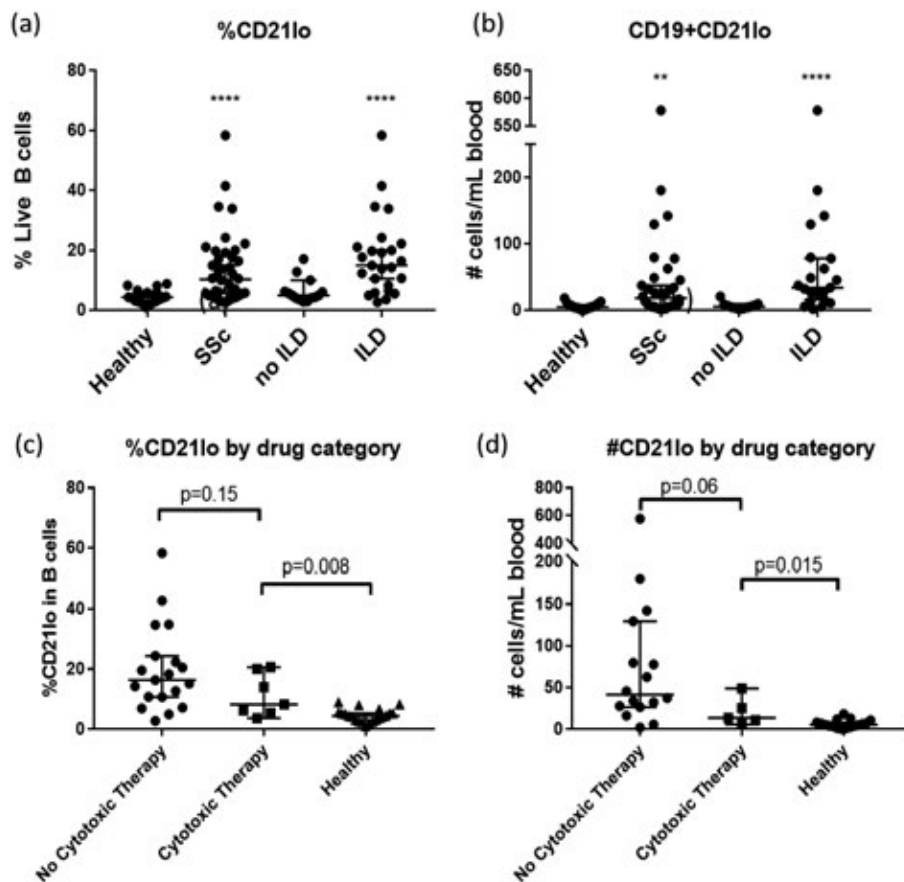 (a)
%CD21lo
% Live B cells
80
60
40
20
0
****
****
Healthy
SSc
no ILD
ILD
(b)
CD19+CD21lo
# cells/mL blood
650
600
550
200
100
0
**
****
Healthy
SSc
no ILD
ILD
(c)
%CD21lo by drug category
%CD21lo in B cells
80
60
40
20
0
p=0.15
p=0.008
No Cytotoxic Therapy
Cytotoxic Therapy
Healthy
(d)
#CD21lo by drug category
# cells/mL blood
800
600
400
200
150
100
50
0
p=0.06
p=0.015
No Cytotoxic Therapy
Cytotoxic Therapy
Healthy